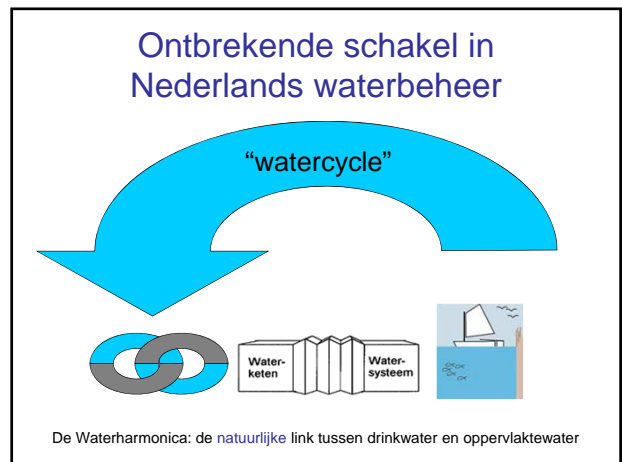 Ontbrekende schakel in
Nederlands waterbeheer
“watercycle”
Water-
keten
Water-
systeem
De Waterharmonica: de natuurlijke link tussen drinkwater en oppervlaktewater